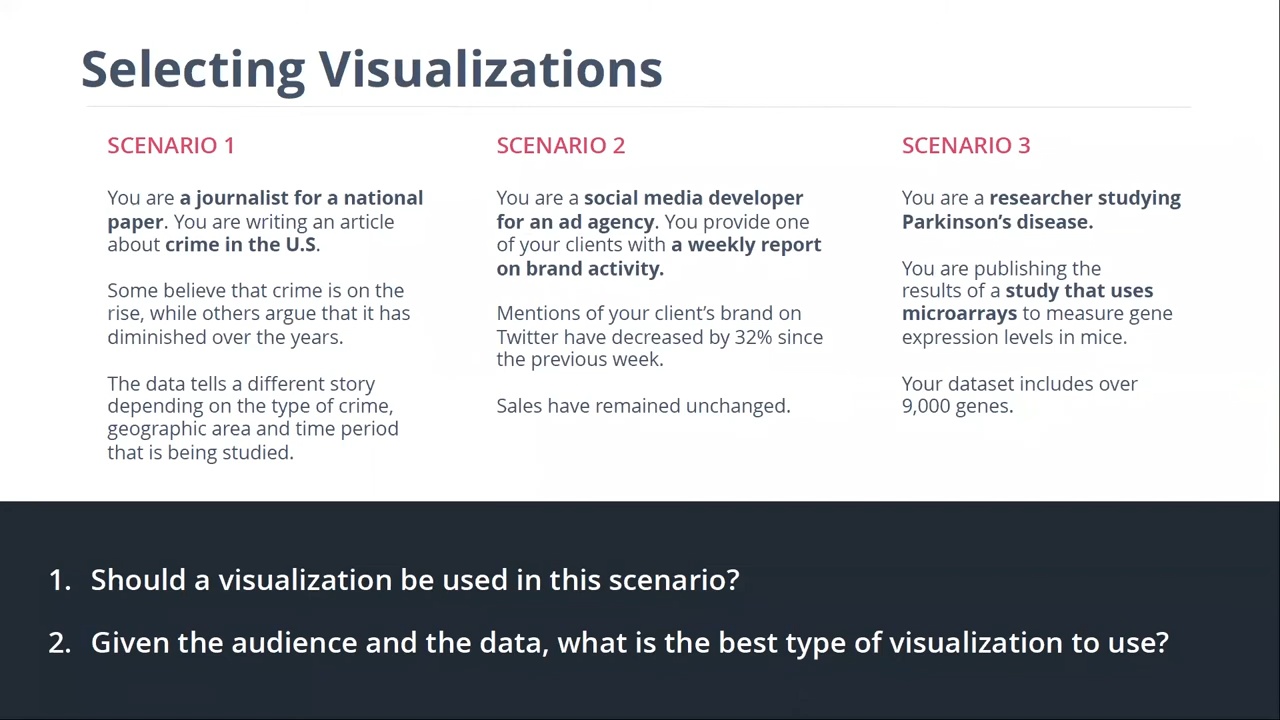 Selecting Visualizations
SCENARIO 1
You are a journalist for a national
paper. You are writing an article
about crime in the U.S.
Some believe that crime is on the
rise, while others argue that it has
diminished over the years.
The data tells a different story
depending on the type of crime,
geographic area and time period
that is being studied.
SCENARIO 2
You are a social media developer
for an ad agency. You provide one
of your clients with a weekly report
on brand activity.
Mentions of your client’s brand on
Twitter have decreased by 32% since
the previous week.
Sales have remained unchanged.
SCENARIO 3
You are a researcher studying
Parkinson’s disease.
You are publishing the
results of a study that uses
microarrays to measure gene
expression levels in mice.
Your dataset includes over
9,000 genes.
1. Should a visualization be used in this scenario?
2. Given the audience and the data, what is the best type of visualization to use?